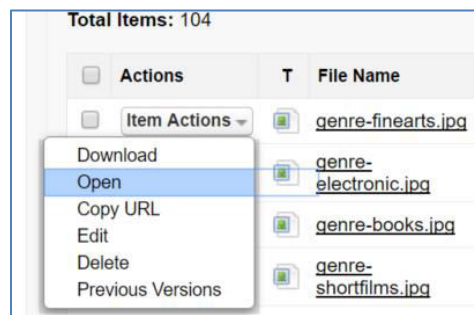 Total Items: 104
Actions T File Name
Item Actions genre-finearts.jpg
Download
Open
Copy URL
Edit
Delete
Previous Versions
genre-
electronic.jpg
genre-books.jpg
genre-
shortfilms.jpg